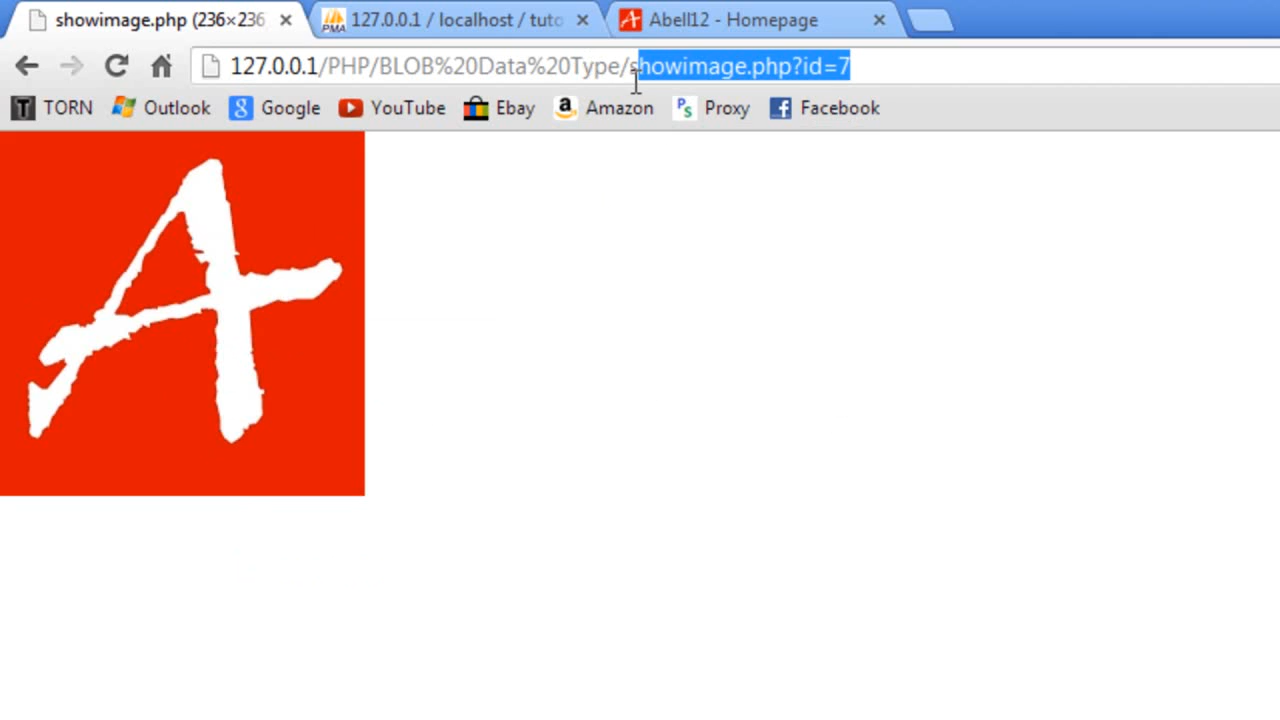 showimage.php (236×236
127.0.0.1 / localhost / tuto
Abell12 - Homepage
127.0.0.1/PHP/BLOB%20Data%20Type/showimage.php?id=7
TORN Outlook Google YouTube Ebay Amazon Proxy Facebook
A